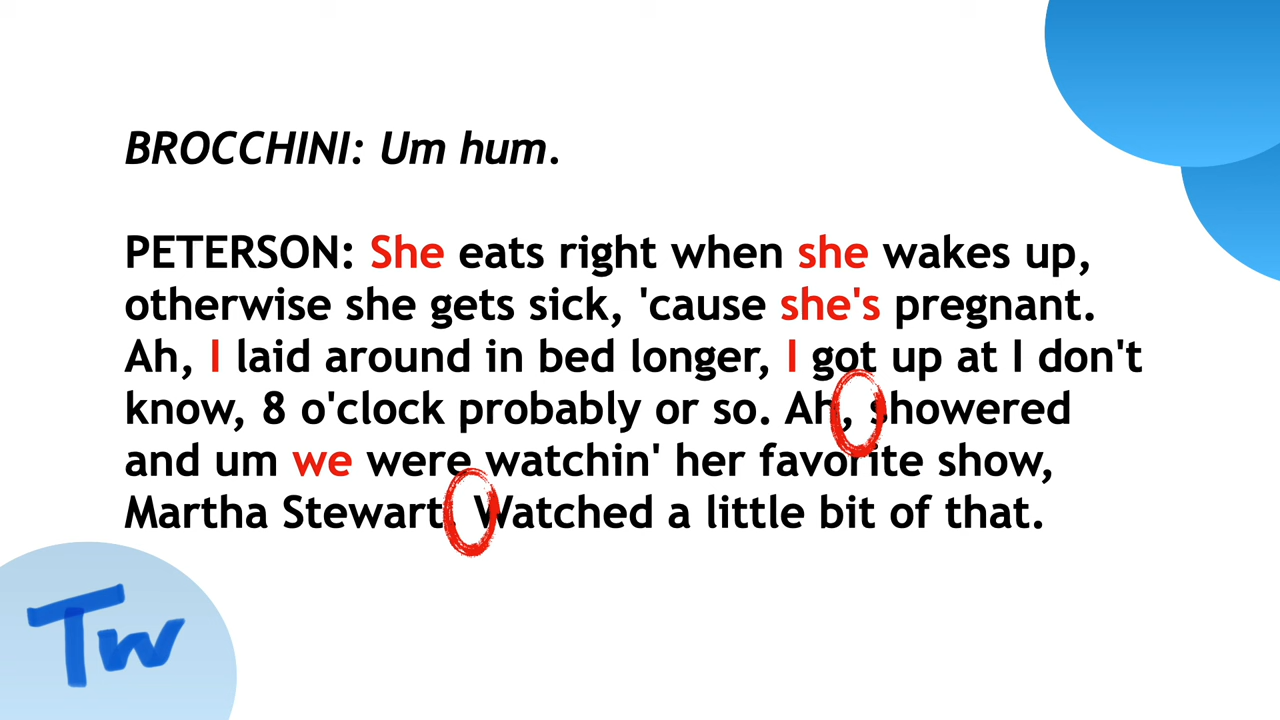 BROCCHINI: Um hum.
PETERSON: She eats right when she wakes up,
otherwise she gets sick, 'cause she's pregnant.
Ah, I laid around in bed longer, I got up at I don't
know, 8 o'clock probably or so. Ah, showered
and um we were watchin' her favorite show,
Martha Stewart. Watched a little bit of that.
Tw